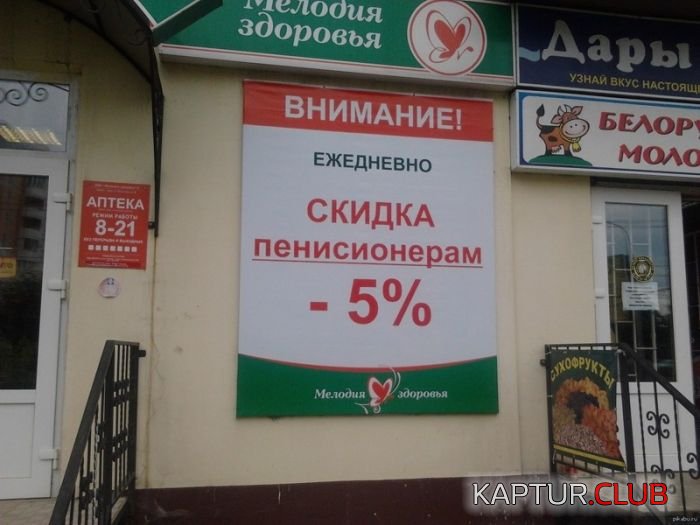 Мелодия
здоровья
Дары
УЗНАЙ ВКУС НАСТОЯЩ
БЕЛОРУ
МОЛО
ВНИМАНИЕ!
ЕЖЕДНЕВНО
СКИДКА
пенисионерам
- 5%
Мелодия здоровья
АПТЕКА
РЕЖИМ РАБОТЫ
8-21
СУХОФРУКТЫ
KAPTUR.CLUB